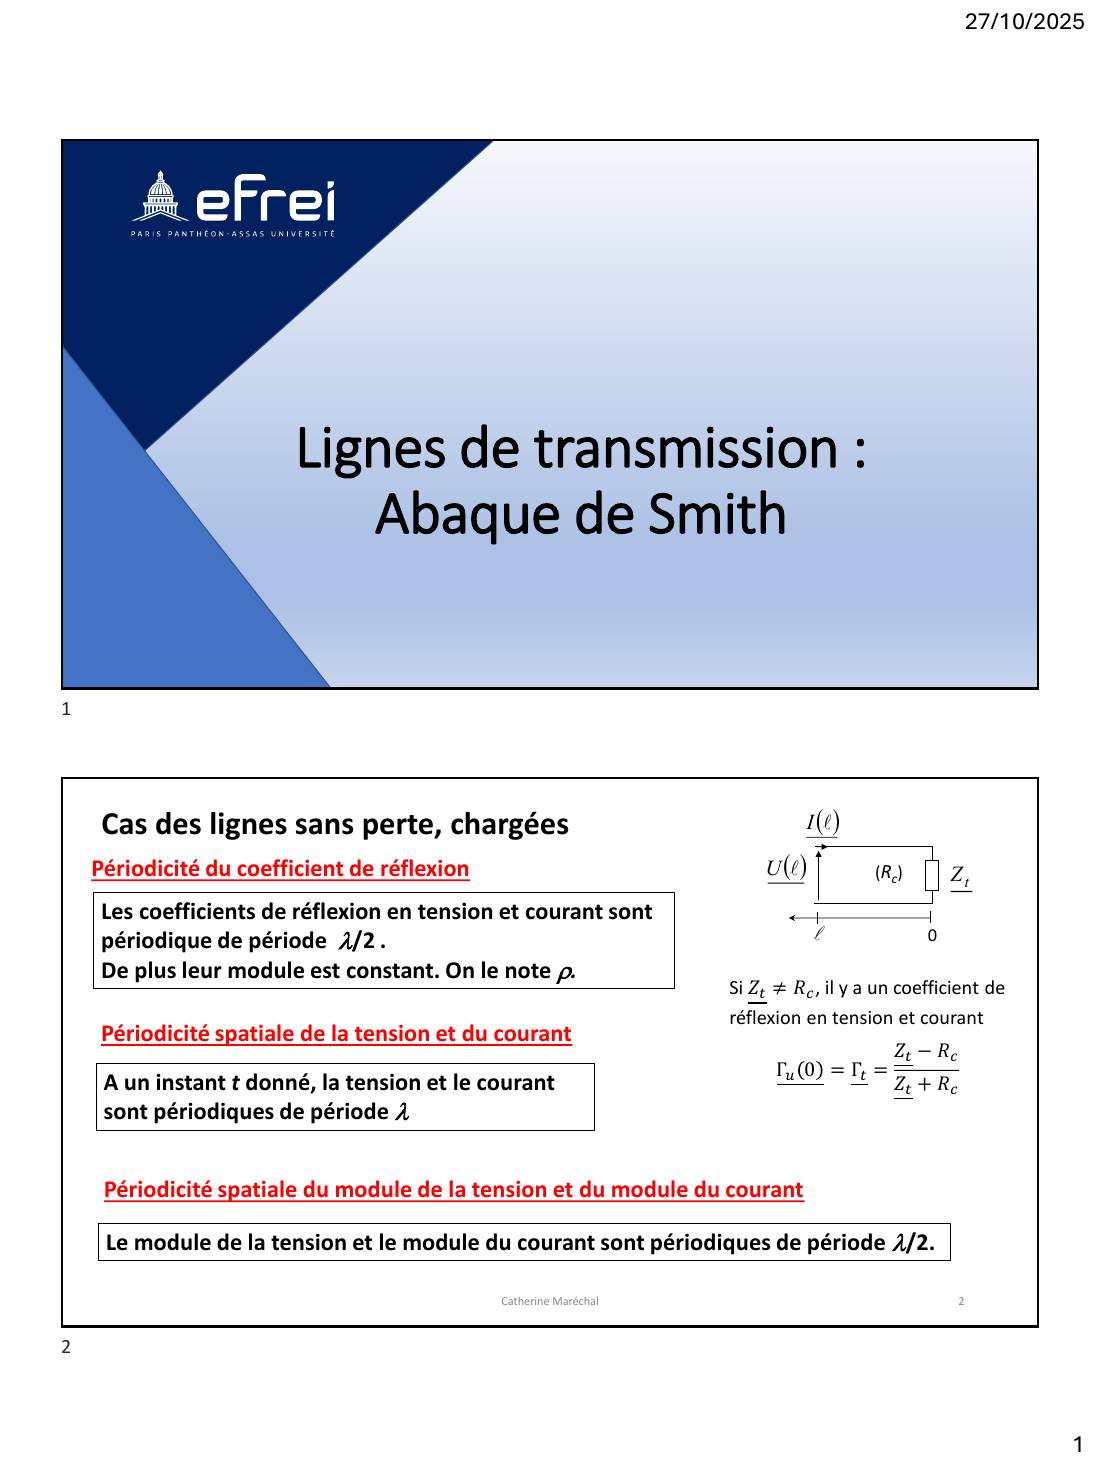 27/10/2025
efrei
PARIS PANTHÉON-ASSAS UNIVERSITÉ
Lignes de transmission :
Abaque de Smith
1
Cas des lignes sans perte, chargées
Périodicité du coefficient de réflexion
Les coefficients de réflexion en tension et courant sont
périodique de période λ/2 .
De plus leur module est constant. On le note ρ.
Périodicité spatiale de la tension et du courant
A un instant t donné, la tension et le courant
sont périodiques de période λ
I(ℓ)
U(ℓ)
(Rc)
Zt
ℓ 0
Si Zt ≠ Rc, il y a un coefficient de
réflexion en tension et courant
Γu(0) = Γt = (Zt − Rc)/(Zt + Rc)
Périodicité spatiale du module de la tension et du module du courant
Le module de la tension et le module du courant sont périodiques de période λ/2.
Catherine Maréchal
2
2
1